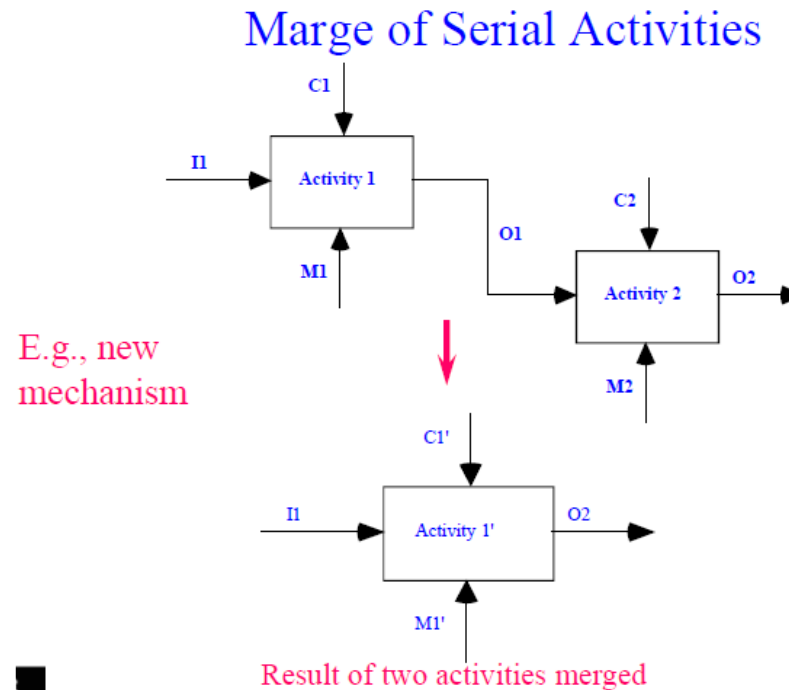 Marge of Serial Activities
C1
I1
Activity 1
C2
O1
M1
O2
Activity 2
E.g., new
mechanism
M2
C1'
I1
O2
Activity 1'
M1'
Result of two activities merged